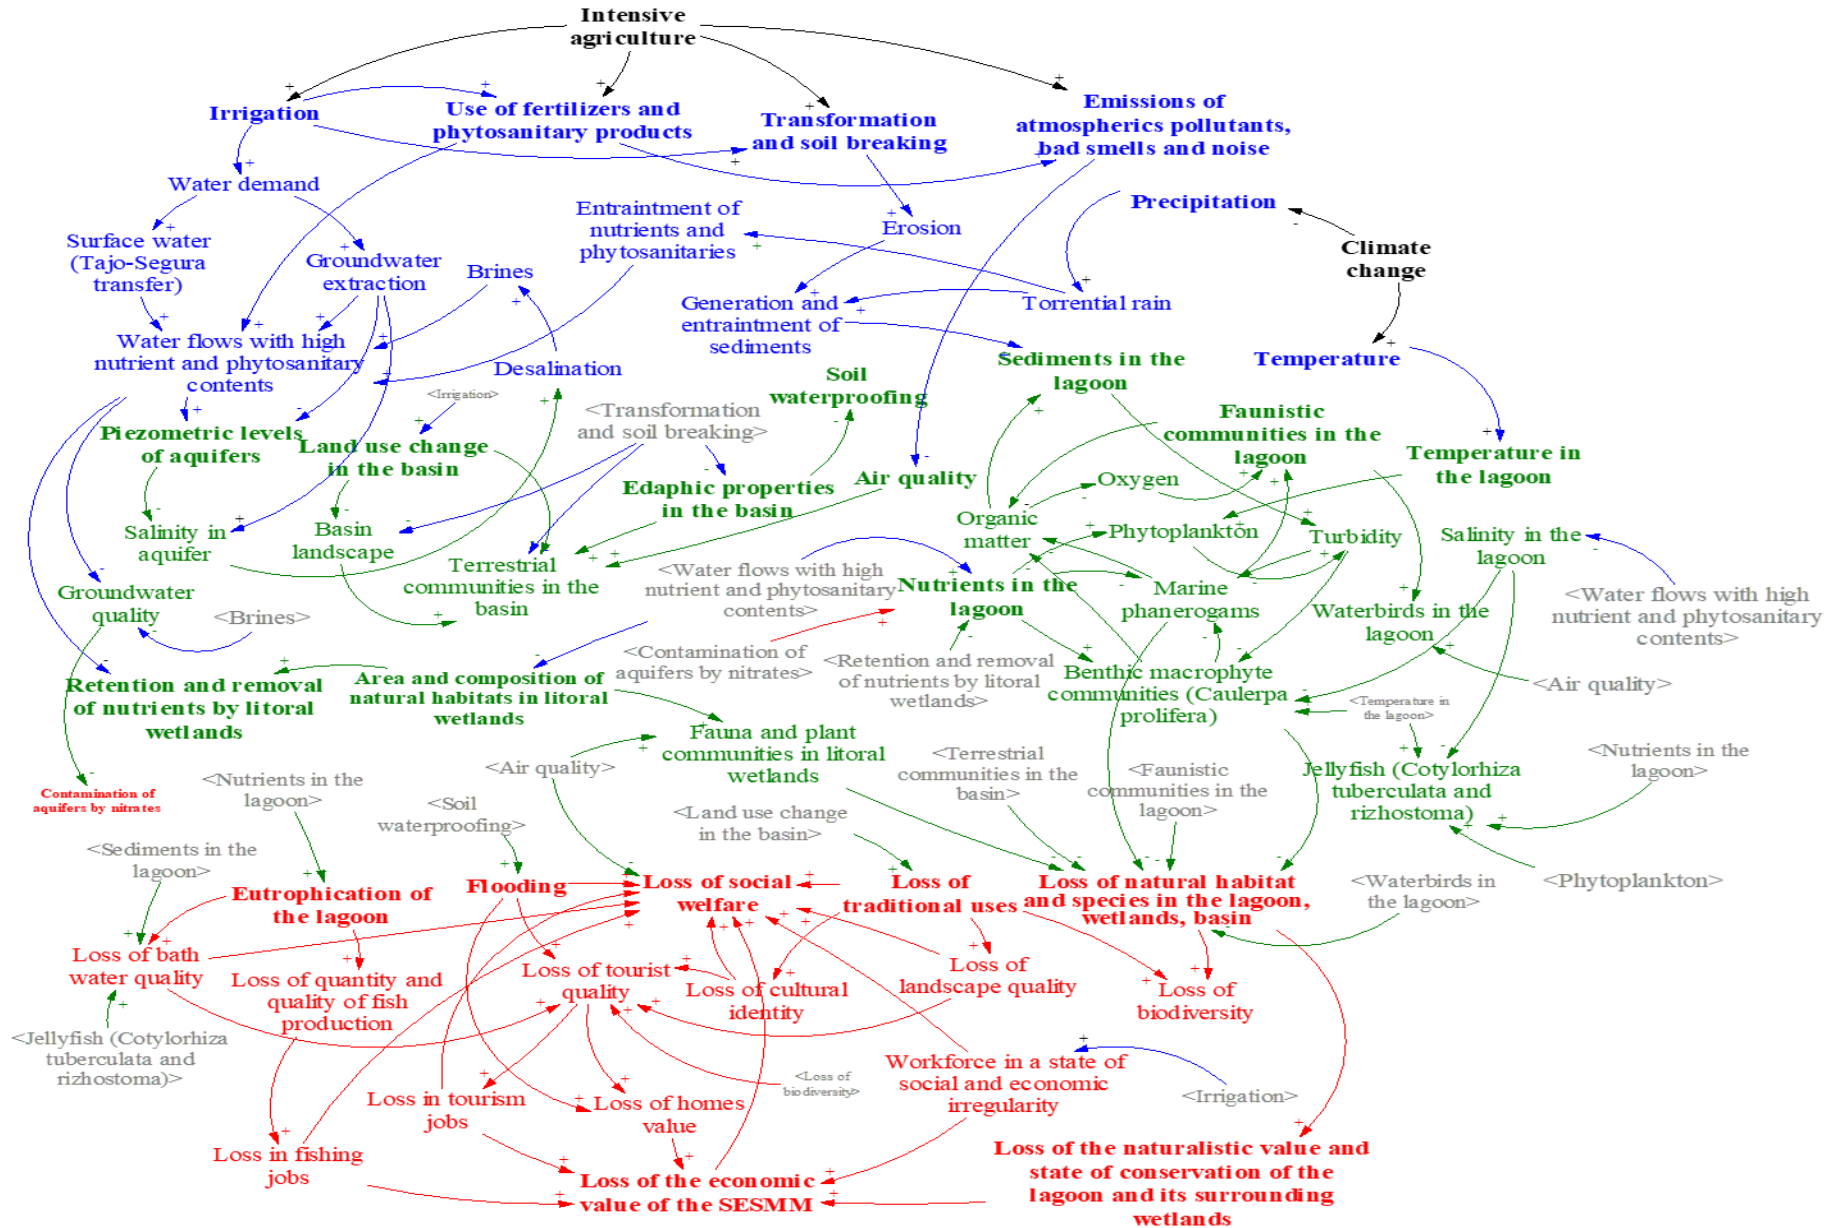 Intensive
agriculture
Irrigation
Use of fertilizers and
phytosanitary products
Transformation
and soil breaking
Emissions of
atmospherics pollutants,
bad smells and noise
Water demand
Precipitation
Entraintment of
nutrients and
phytosanitaries
Erosion
Climate
change
Surface water
(Tajo-Segura
transfer)
Groundwater
extraction
Brines
Generation and
entraintment of
sediments
Torrential rain
Water flows with high
nutrient and phytosanitary
contents
Desalination
Sediments in the
lagoon
Temperature
Soil
waterproofing
<Irrigation>
<Transformation
and soil breaking>
Faunistic
communities in the
lagoon
Piezometric levels
of aquifers
Land use change
in the basin
Temperature in
the lagoon
Edaphic properties
in the basin
Air quality
Oxygen
Organic
matter
Phytoplankton
Turbidity
Salinity in the
lagoon
Salinity in
aquifer
Basin
landscape
Terrestrial
communities in the
basin
<Water flows with high
nutrient and phytosanitary
contents>
Nutrients in the
lagoon
Marine
phanerogams
Waterbirds in the
lagoon
<Water flows with high
nutrient and phytosanitary
contents>
Groundwater
quality
<Brines>
<Contamination of
aquifers by nitrates>
<Retention and removal
of nutrients by litoral
wetlands>
Benthic macrophyte
communities (Caulerpa
prolifera)
<Air quality>
Retention and removal
of nutrients by litoral
wetlands
Area and composition of
natural habitats in litoral
wetlands
<Temperature in
the lagoon>
Fauna and plant
communities in litoral
wetlands
<Air quality>
<Terrestrial
communities in the
basin>
<Faunistic
communities in the
lagoon>
Jellyfish (Cotylorhiza
tuberculata and
rizhostoma)
<Nutrients in the
lagoon>
Contamination of
aquifers by nitrates
<Nutrients in the
lagoon>
<Soil
waterproofing>
<Land use change
in the basin>
<Sediments in the
lagoon>
Eutrophication of
the lagoon
Flooding
Loss of social
welfare
Loss of
traditional uses
Loss of natural habitat
and species in the lagoon,
wetlands, basin
<Waterbirds in
the lagoon>
<Phytoplankton>
Loss of bath
water quality
Loss of quantity and
quality of fish
production
Loss of tourist
quality
Loss of cultural
identity
Loss of
landscape quality
Loss of
biodiversity
<Jellyfish (Cotylorhiza
tuberculata and
rizhostoma)>
Loss in tourism
jobs
Loss of homes
value
<Loss of
biodiversity>
Workforce in a state of
social and economic
irregularity
<Irrigation>
Loss in fishing
jobs
Loss of the economic
value of the SESMM
Loss of the naturalistic value and
state of conservation of the
lagoon and its surrounding
wetlands